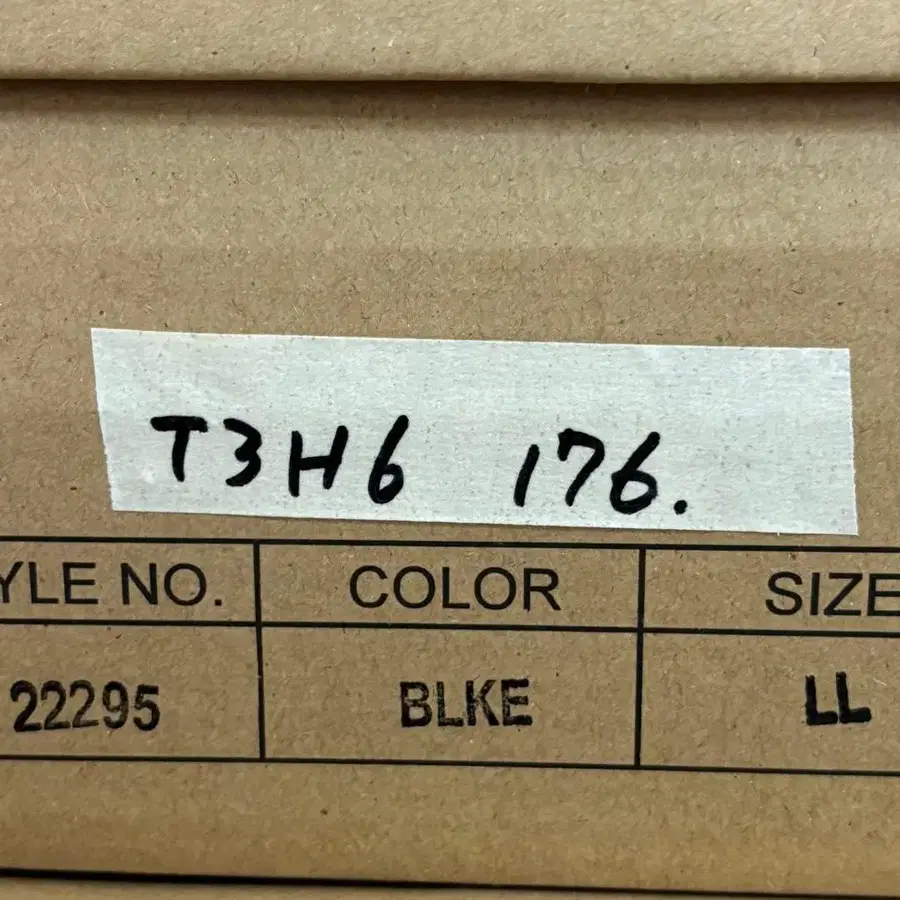 T3H6 176.
YLE NO. COLOR SIZE
22295 BLKE LL